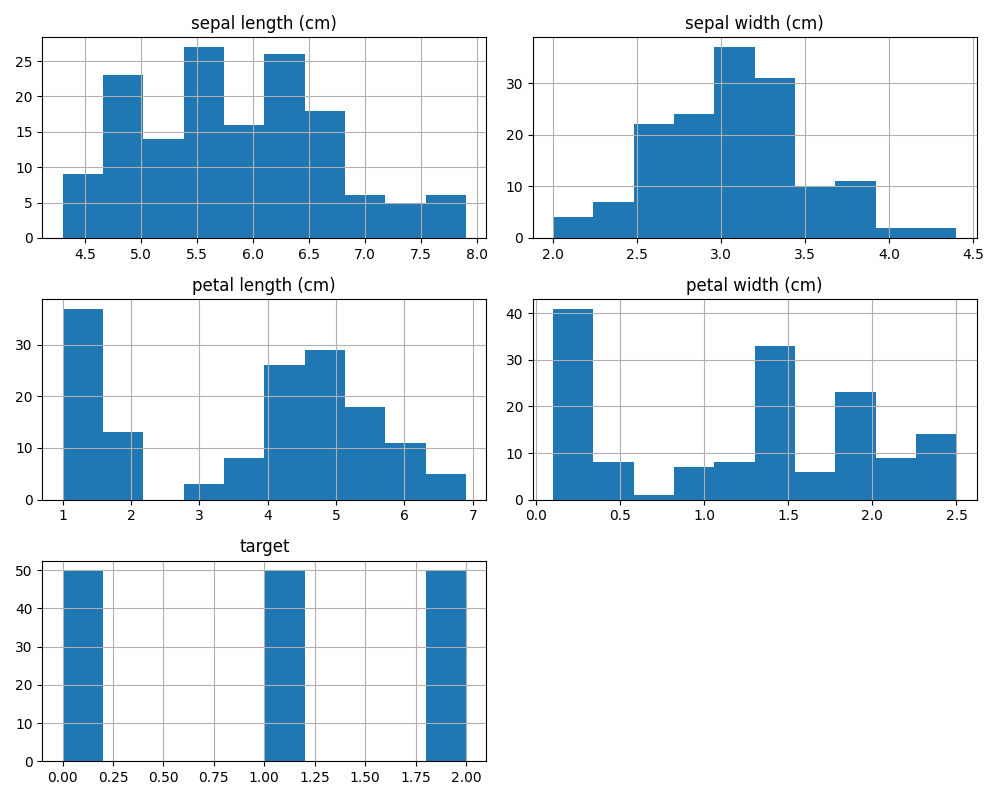 sepal length (cm)
25
20
15
10
5
0
4.5 5.0 5.5 6.0 6.5 7.0 7.5 8.0
sepal width (cm)
30
20
10
0
2.0 2.5 3.0 3.5 4.0 4.5
petal length (cm)
30
20
10
0
1 2 3 4 5 6 7
petal width (cm)
40
30
20
10
0
0.0 0.5 1.0 1.5 2.0 2.5
target
50
40
30
20
10
0
0.00 0.25 0.50 0.75 1.00 1.25 1.50 1.75 2.00